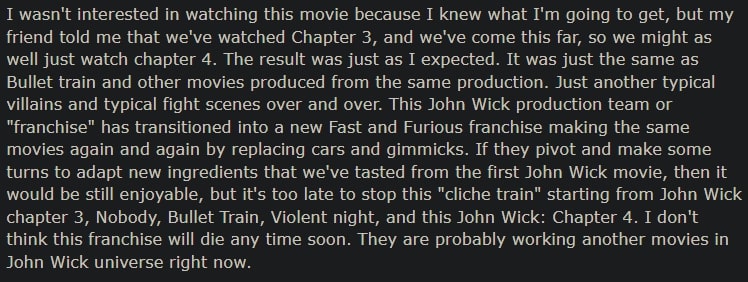 I wasn't interested in watching this movie because I knew what I'm going to get, but my
friend told me that we've watched Chapter 3, and we've come this far, so we might as
well just watch chapter 4. The result was just as I expected. It was just the same as
Bullet train and other movies produced from the same production. Just another typical
villains and typical fight scenes over and over. This John Wick production team or
"franchise" has transitioned into a new Fast and Furious franchise making the same
movies again and again by replacing cars and gimmicks. If they pivot and make some
turns to adapt new ingredients that we've tasted from the first John Wick movie, then it
would be still enjoyable, but it's too late to stop this "cliche train" starting from John Wick
chapter 3, Nobody, Bullet Train, Violent night, and this John Wick: Chapter 4. I don't
think this franchise will die any time soon. They are probably working another movies in
John Wick universe right now.